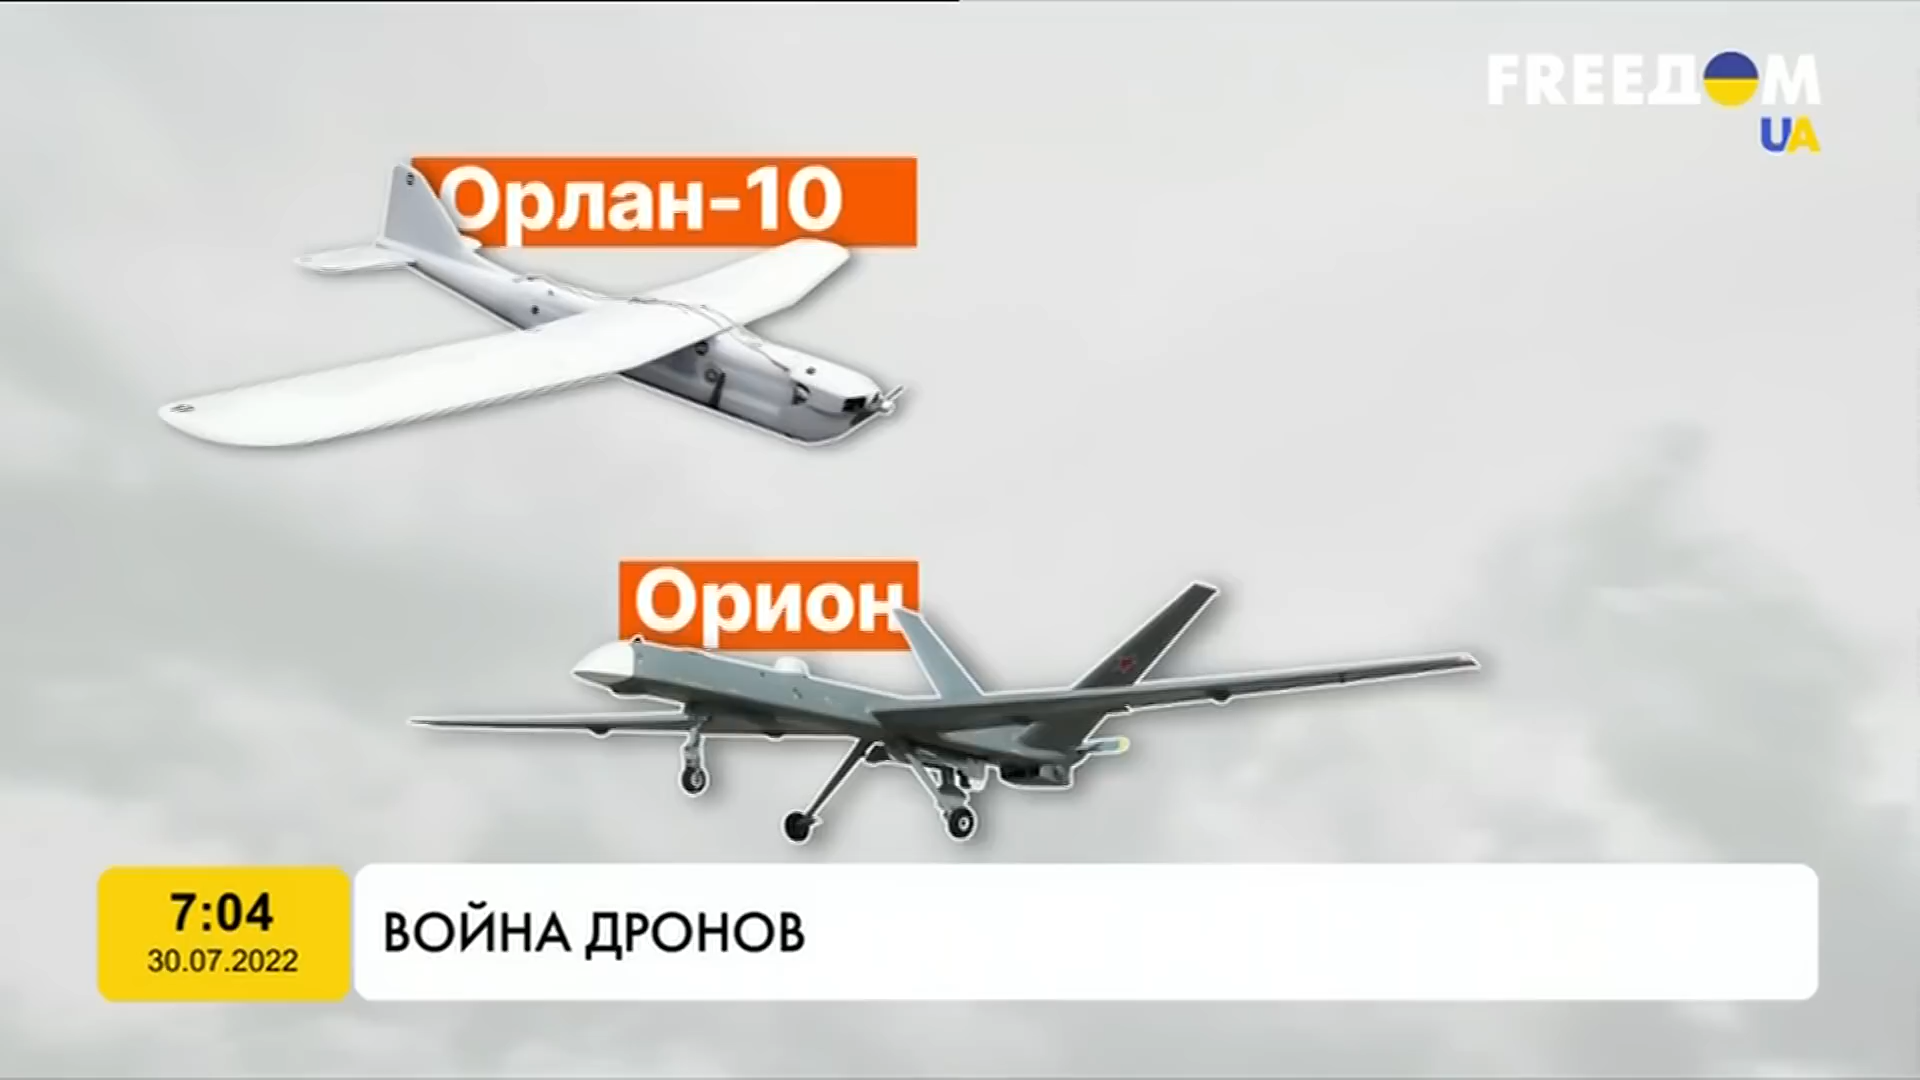 FREEДOM
UA
Орлан-10
Орион
7:04
30.07.2022
ВОЙНА ДРОНОВ